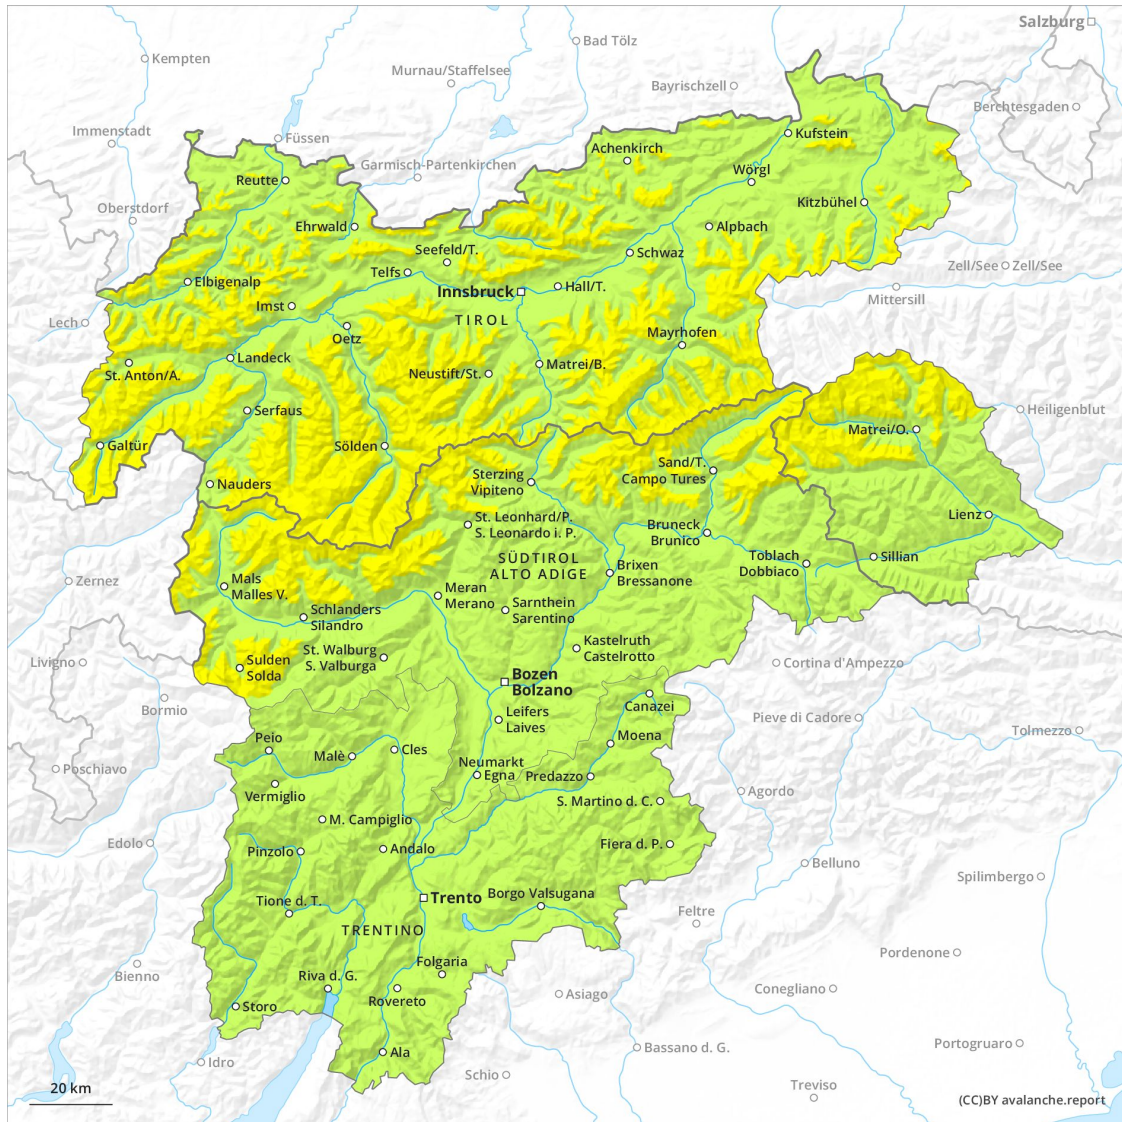 Salzburg
Bad Tölz
Kempten
Murnau/Staffelsee
Bayrischzell
Berchtesgaden
Immenstadt
Füssen
Kufstein
Achenkirch
Garmisch-Partenkirchen
Wörgl
Reutte
Oberstdorf
Kitzbühel
Ehrwald
Alpbach
Seefeld/T.
Schwaz
Telfs
Zell/See
Zell/See
Elbigenalp
Hall/T.
Innsbruck
Mittersill
Imst
TIROL
Lech
Oetz
Mayrhofen
Landeck
Matrei/B.
St. Anton/A.
Neustift/St.
Serfaus
Heiligenblut
Matrei/O.
Galtür
Sölden
Sand/T.
Campo Tures
Sterzing
Vipiteno
Nauders
St. Leonhard/P.
S. Leonardo i. P.
Lienz
Bruneck
Brunico
SÜDTIROL
ALTO ADIGE
Toblach
Dobbiaco
Sillian
Brixen
Bressanone
Zernez
Mals
Malles V.
Meran
Merano
Sarnthein
Sarentino
Schlanders
Silandro
Kastelruth
Castelrotto
St. Walburg
S. Valburga
Livigno
Sulden
Solda
Cortina d'Ampezzo
Bozen
Bolzano
Bormio
Canazei
Leifers
Laives
Pieve di Cadore
Tolmezzo
Peio
Moena
Malè
Cles
Poschiavo
Neumarkt
Egna
Predazzo
Vermiglio
Agordo
S. Martino d. C.
M. Campiglio
Edolo
Pinzolo
Andalo
Fiera d. P.
Belluno
Spilimbergo
Trento
Borgo Valsugana
Tione d. T.
Feltre
TRENTINO
Pordenone
Folgaria
Bienno
Riva d. G.
Conegliano
Asiago
Rovereto
Storo
Portogruaro
Bassano d. G.
Ala
Idro
Schio
20 km
Treviso
(CC)BY avalanche.report